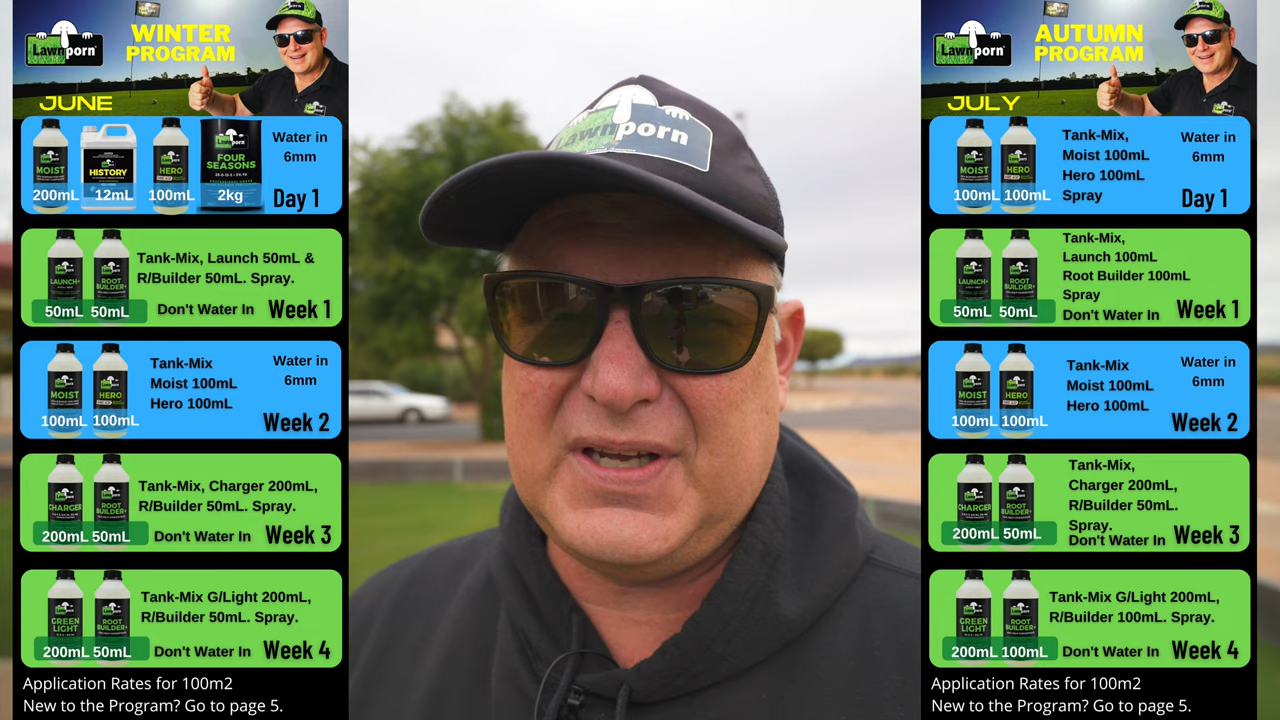 Lawnporn
WINTER
PROGRAM
JUNE
MOIST
HISTORY
HERO
FOUR
SEASONS
200mL 12mL 100mL 2kg
Water in
6mm
Day 1
LAUNCH+
ROOT
BUILDER+
50mL 50mL
Tank-Mix, Launch 50mL &
R/Builder 50mL. Spray.
Don't Water In
Week 1
MOIST
HERO
100mL 100mL
Tank-Mix
Moist 100mL
Hero 100mL
Water in
6mm
Week 2
CHARGER
ROOT
BUILDER+
200mL 50mL
Tank-Mix, Charger 200mL,
R/Builder 50mL. Spray.
Don't Water In
Week 3
GREEN
LIGHT
ROOT
BUILDER+
200mL 50mL
Tank-Mix G/Light 200mL,
R/Builder 50mL. Spray.
Don't Water In
Week 4
Application Rates for 100m2
New to the Program? Go to page 5.
Lawnporn
Lawnporn
AUTUMN
PROGRAM
JULY
MOIST
HERO
100mL 100mL
Tank-Mix,
Moist 100mL
Hero 100mL
Spray
Water in
6mm
Day 1
LAUNCH+
ROOT
BUILDER+
50mL 50mL
Tank-Mix,
Launch 100mL
Root Builder 100mL
Spray
Don't Water In
Week 1
MOIST
HERO
100mL 100mL
Tank-Mix
Moist 100mL
Hero 100mL
Water in
6mm
Week 2
CHARGER
ROOT
BUILDER+
200mL 50mL
Tank-Mix,
Charger 200mL,
R/Builder 50mL.
Spray.
Don't Water In
Week 3
GREEN
LIGHT
ROOT
BUILDER+
200mL 100mL
Tank-Mix G/Light 200mL,
R/Builder 100mL. Spray.
Don't Water In
Week 4
Application Rates for 100m2
New to the Program? Go to page 5.